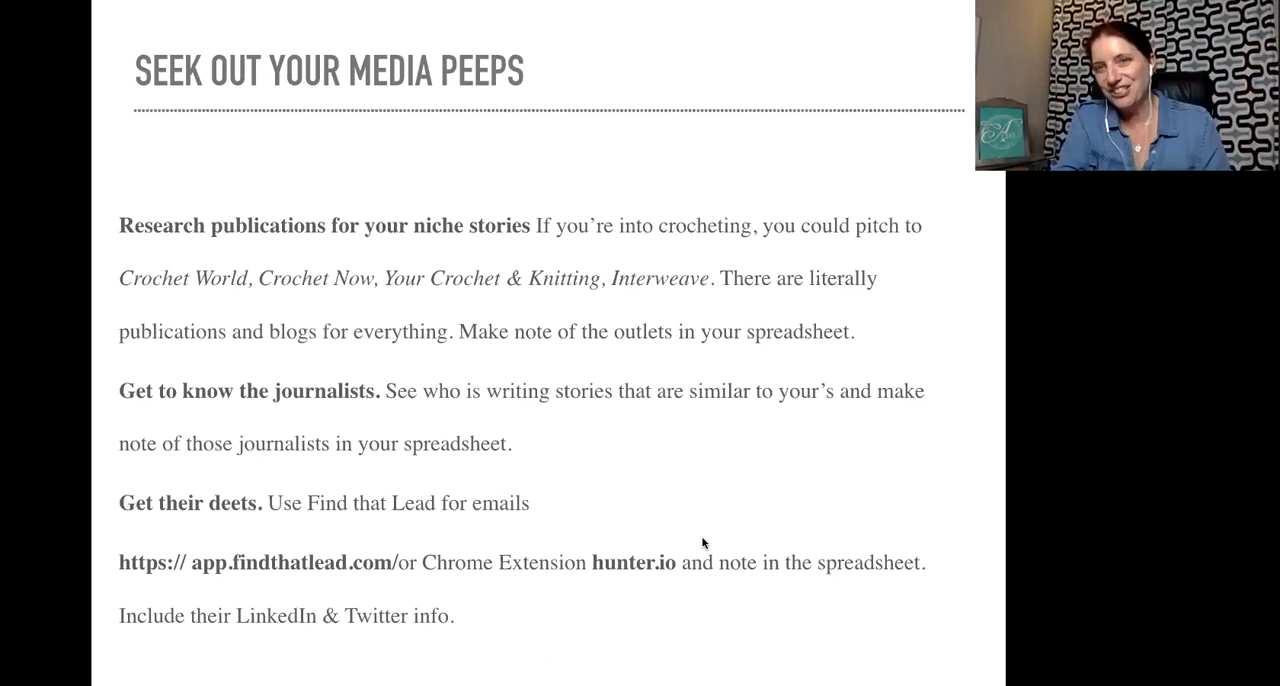 SEEK OUT YOUR MEDIA PEEPS
Research publications for your niche stories If you’re into crocheting, you could pitch to
Crochet World, Crochet Now, Your Crochet & Knitting, Interweave. There are literally
publications and blogs for everything. Make note of the outlets in your spreadsheet.
Get to know the journalists. See who is writing stories that are similar to your’s and make
note of those journalists in your spreadsheet.
Get their deets. Use Find that Lead for emails
https:// app.findthatlead.com/or Chrome Extension hunter.io and note in the spreadsheet.
Include their LinkedIn & Twitter info.